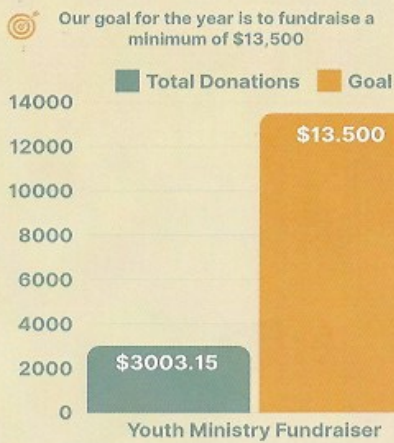 Our goal for the year is to fundraise a
minimum of $13,500
Total Donations Goal
14000
12000
10000
8000
6000
4000
2000
0
$13.500
$3003.15
Youth Ministry Fundraiser